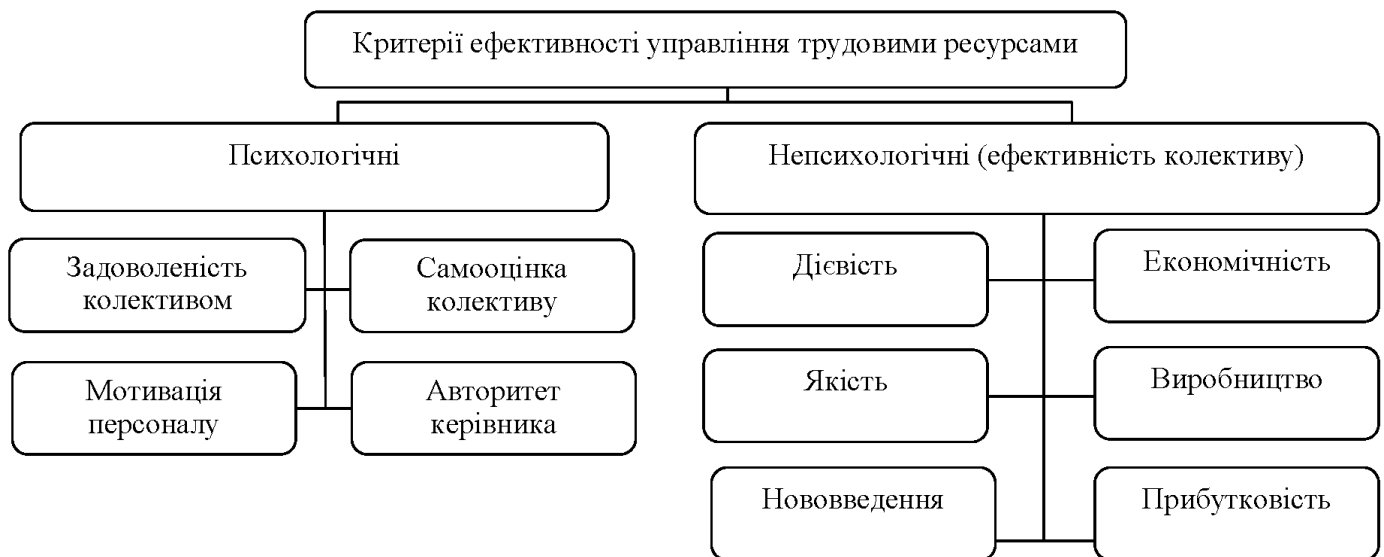 Критерії ефективності управління трудовими ресурсами
Психологічні
Непсихологічні (ефективність колективу)
Задоволеність
колективом
Самооцінка
колективу
Мотивація
персоналу
Авторитет
керівника
Дієвість
Економічність
Якість
Виробництво
Нововведення
Прибутковість